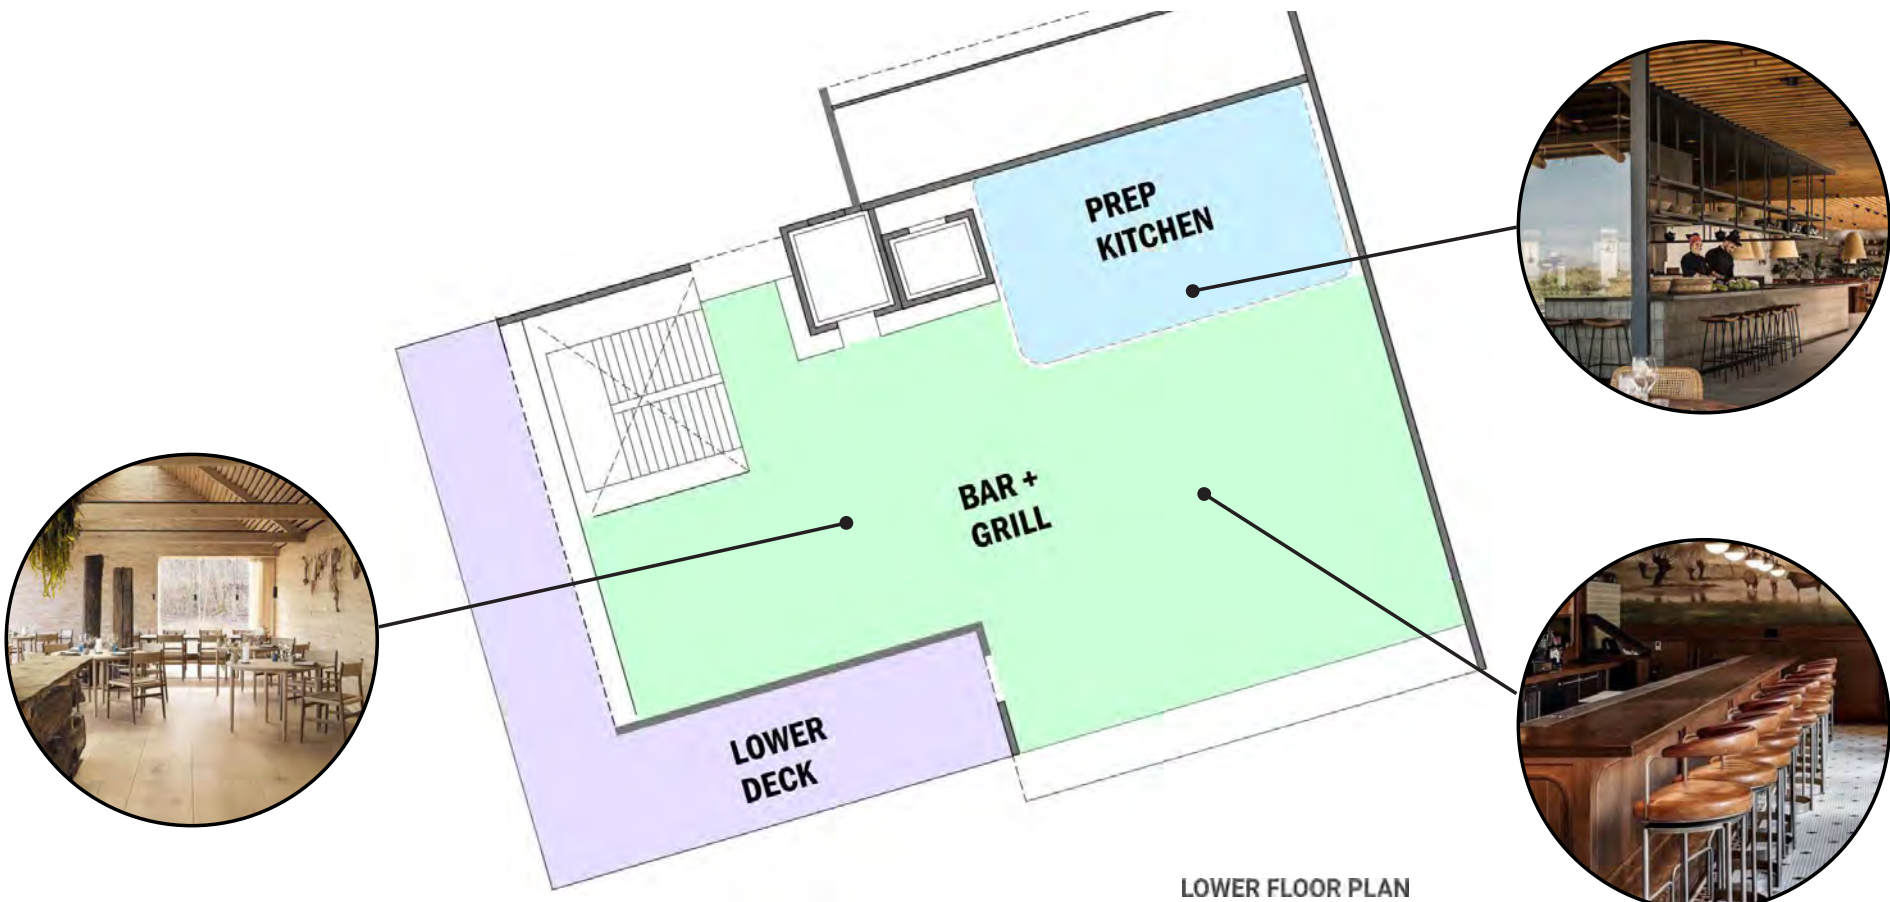 PREP
KITCHEN
BAR +
GRILL
LOWER
DECK
LOWER FLOOR PLAN